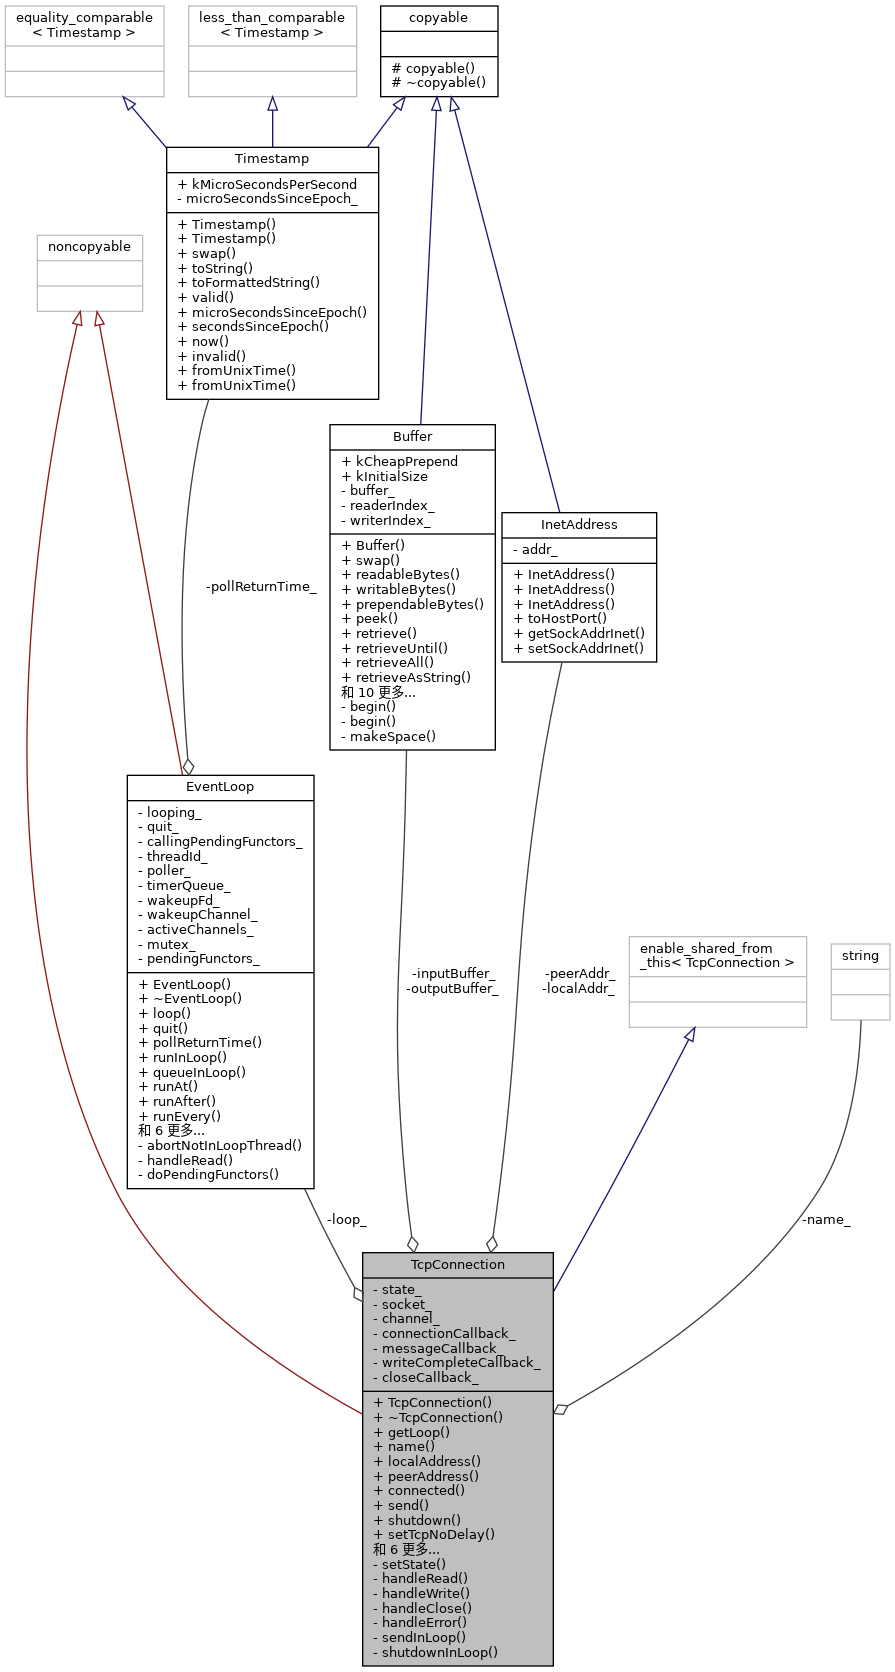 equality_comparable
< Timestamp >
less_than_comparable
< Timestamp >
copyable
# copyable()
# ~copyable()
Timestamp
+ kMicroSecondsPerSecond
- microSecondsSinceEpoch_
+ Timestamp()
+ Timestamp()
+ swap()
+ toString()
+ toFormattedString()
+ valid()
+ microSecondsSinceEpoch()
+ secondsSinceEpoch()
+ now()
+ invalid()
+ fromUnixTime()
+ fromUnixTime()
noncopyable
Buffer
+ kCheapPrepend
+ kInitialSize
- buffer_
- readerIndex_
- writerIndex_
+ Buffer()
+ swap()
+ readableBytes()
+ writableBytes()
+ prependableBytes()
+ peek()
+ retrieve()
+ retrieveUntil()
+ retrieveAll()
+ retrieveAsString()
和 10 更多...
- begin()
- begin()
- makeSpace()
InetAddress
- addr_
+ InetAddress()
+ InetAddress()
+ InetAddress()
+ toHostPort()
+ getSockAddrInet()
+ setSockAddrInet()
-pollReturnTime_
EventLoop
- looping_
- quit_
- callingPendingFunctors_
- threadId_
- poller_
- timerQueue_
- wakeupFd_
- wakeupChannel_
- activeChannels_
- mutex_
- pendingFunctors_
+ EventLoop()
+ ~EventLoop()
+ loop()
+ quit()
+ pollReturnTime()
+ runInLoop()
+ queueInLoop()
+ runAt()
+ runAfter()
+ runEvery()
和 6 更多...
- abortNotInLoopThread()
- handleRead()
- doPendingFunctors()
-inputBuffer_
-outputBuffer_
-peerAddr_
-localAddr_
enable_shared_from
_this< TcpConnection >
string
-loop_
-name_
TcpConnection
- state_
- socket_
- channel_
- connectionCallback_
- messageCallback_
- writeCompleteCallback_
- closeCallback_
+ TcpConnection()
+ ~TcpConnection()
+ getLoop()
+ name()
+ localAddress()
+ peerAddress()
+ connected()
+ send()
+ shutdown()
+ setTcpNoDelay()
和 6 更多...
- setState()
- handleRead()
- handleWrite()
- handleClose()
- handleError()
- sendInLoop()
- shutdownInLoop()